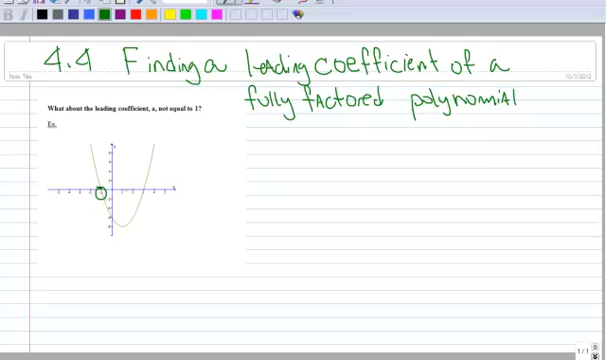 4.4 Finding a leading coefficient of a
fully factored polynomial
Note Title
10/3/2012
What about the leading coefficient, a, not equal to 1?
Ex.
1/1